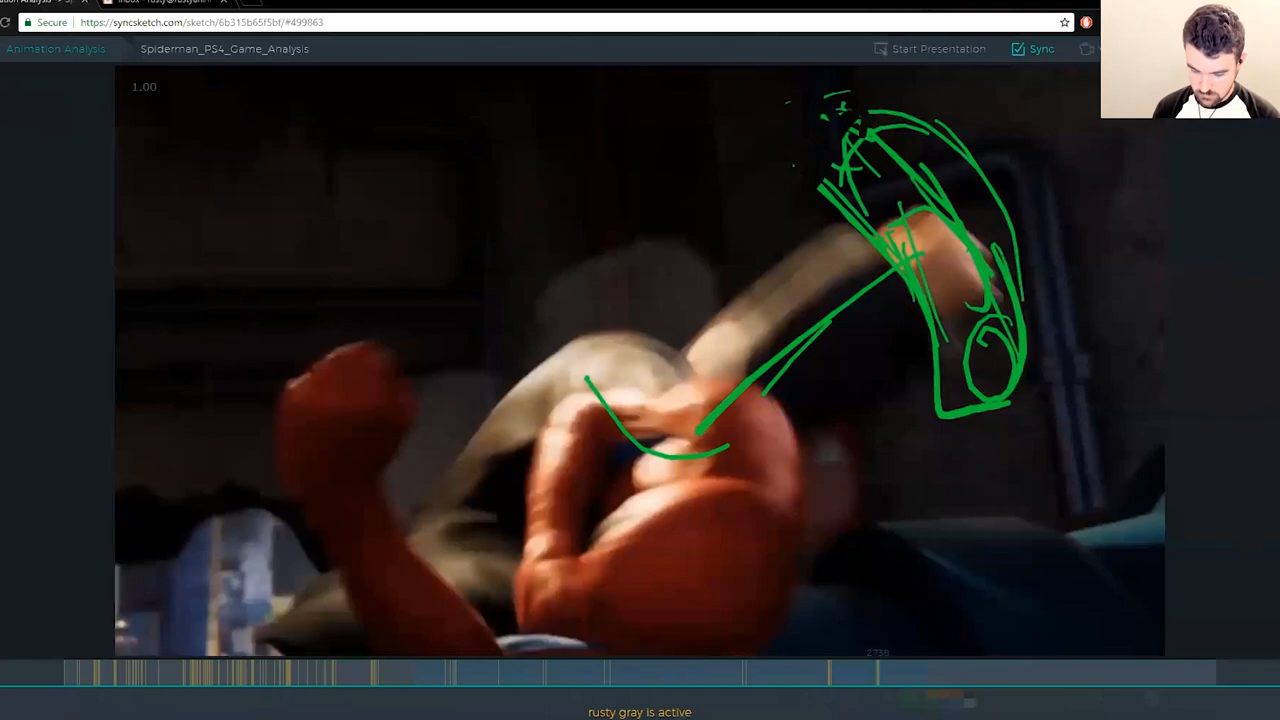 Secure
https://syncsketch.com/sketch/6b315b65f5bf/#499863
Animation Analysis
Spiderman_PS4_Game_Analysis
Start Presentation
Sync
1.00
2738
rusty gray is active